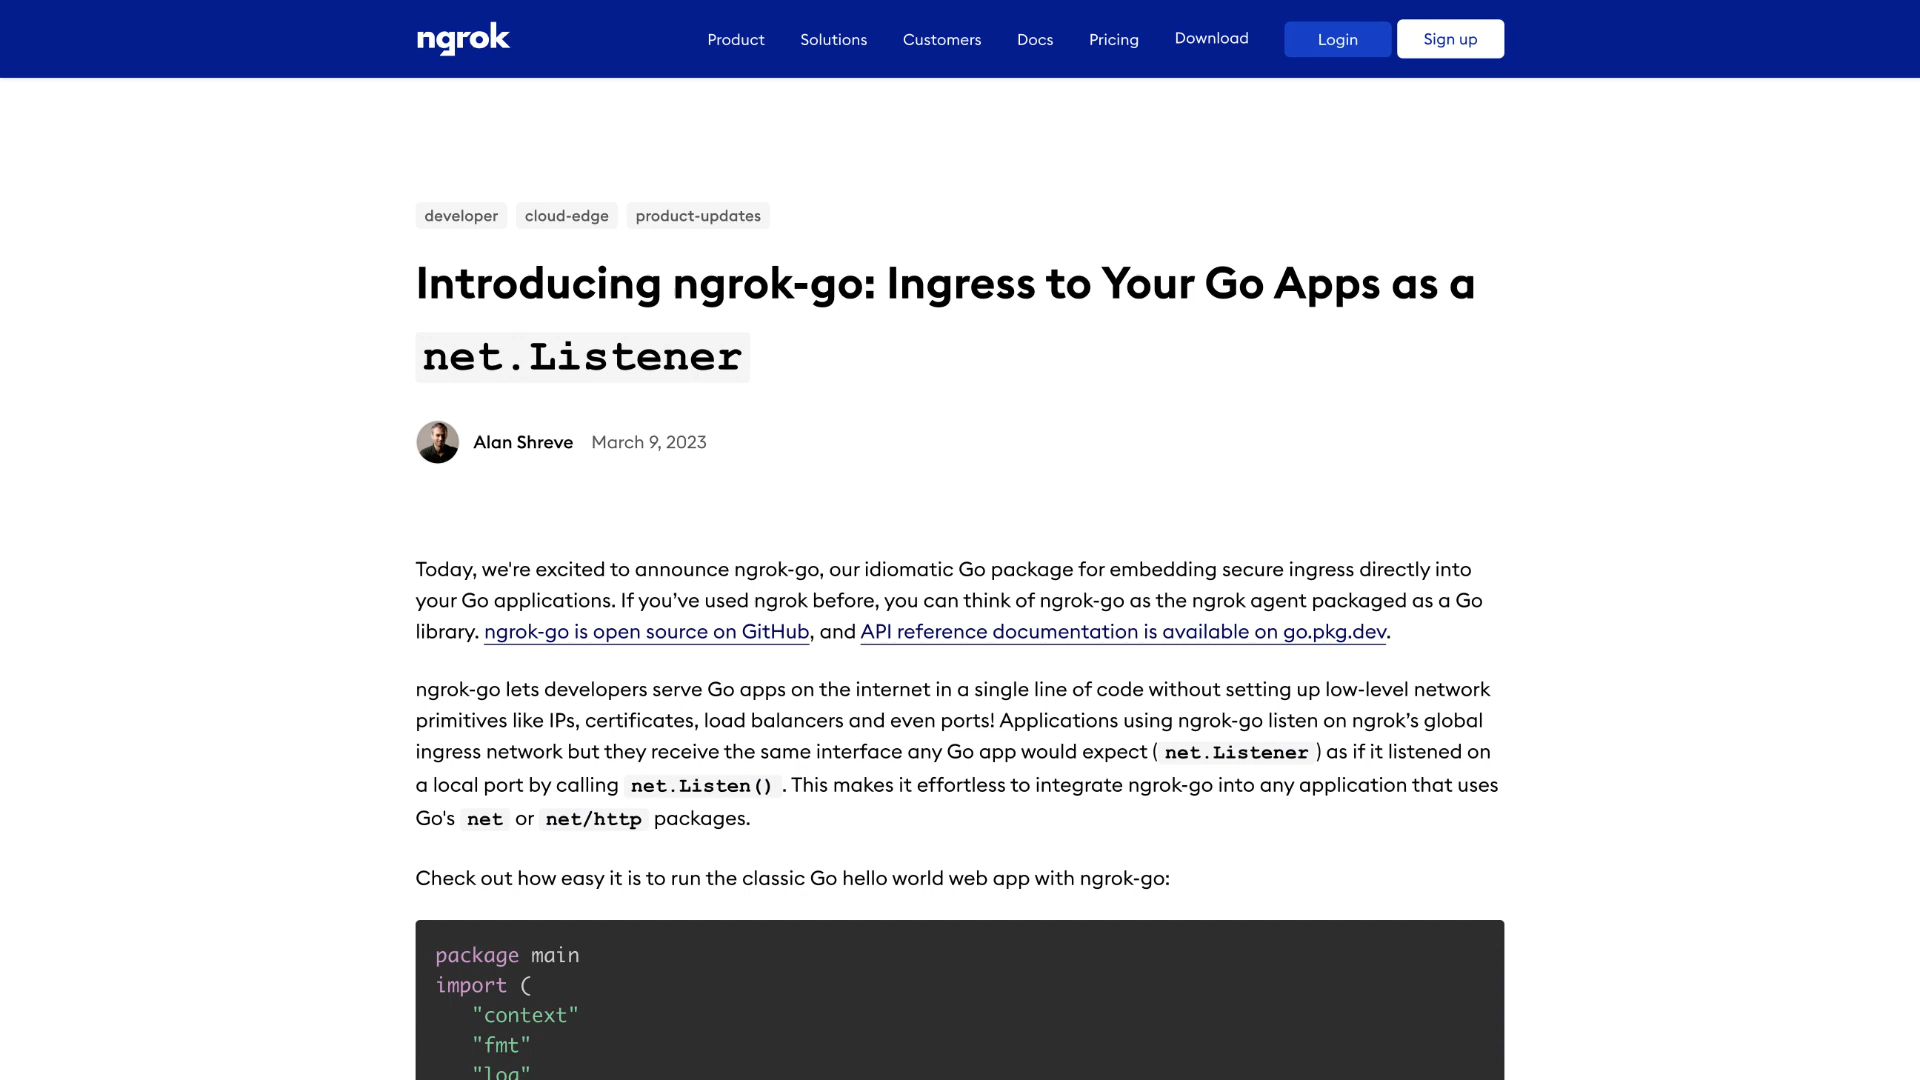 ngrok Product Solutions Customers Docs Pricing Download Login Sign up
developer cloud-edge product-updates
Introducing ngrok-go: Ingress to Your Go Apps as a
net.Listener
Alan Shreve March 9, 2023
Today, we're excited to announce ngrok-go, our idiomatic Go package for embedding secure ingress directly into
your Go applications. If you’ve used ngrok before, you can think of ngrok-go as the ngrok agent packaged as a Go
library. ngrok-go is open source on GitHub, and API reference documentation is available on go.pkg.dev.
ngrok-go lets developers serve Go apps on the internet in a single line of code without setting up low-level network
primitives like IPs, certificates, load balancers and even ports! Applications using ngrok-go listen on ngrok’s global
ingress network but they receive the same interface any Go app would expect ( net.Listener ) as if it listened on
a local port by calling net.Listen() . This makes it effortless to integrate ngrok-go into any application that uses
Go's net or net/http packages.
Check out how easy it is to run the classic Go hello world web app with ngrok-go:
package main
import (
"context"
"fmt"
"log"